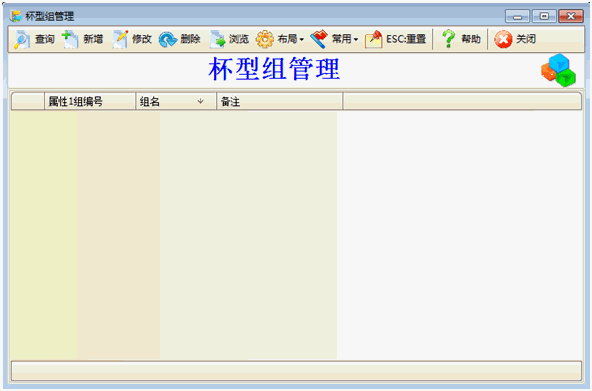 杯型组管理
查询 新增 修改 删除 浏览 布局 常用 ESC:重置 帮助 关闭
杯型组管理
属性1组编号 组名 备注